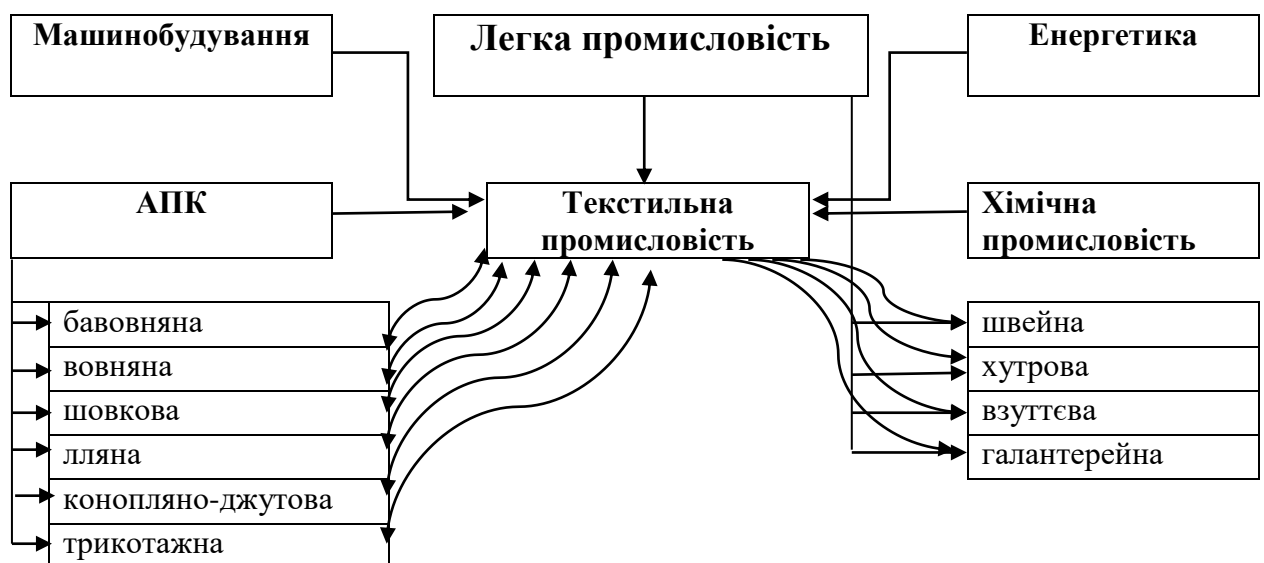 Машинобудування
Легка промисловість
Енергетика
АПК
Текстильна
промисловість
Хімічна
промисловість
бавовняна
вовняна
шовкова
лляна
конопляно-джутова
трикотажна
швейна
хутрова
взуттєва
галантерейна